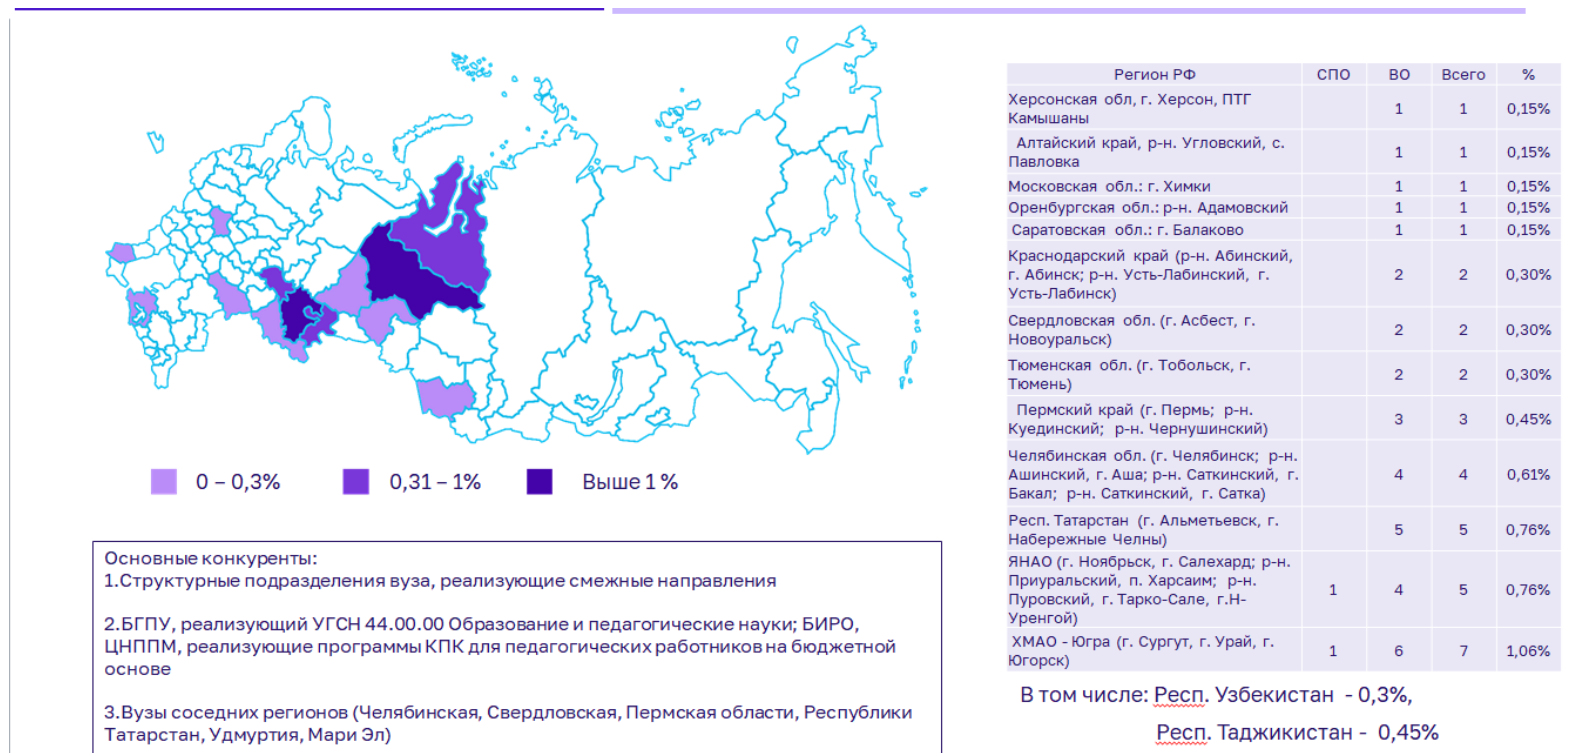 0 – 0,3%
0,31 – 1%
Выше 1 %
Основные конкуренты:
1.Структурные подразделения вуза, реализующие смежные направления
2.БГПУ, реализующий УГСН 44.00.00 Образование и педагогические науки; БИРО,
ЦНППМ, реализующие программы КПК для педагогических работников на бюджетной
основе
3.Вузы соседних регионов (Челябинская, Свердловская, Пермская области, Республики
Татарстан, Удмуртия, Мари Эл)
Регион РФ СПО ВО Всего %
Херсонская обл, г. Херсон, ПТГ
Камышаны 1 1 0,15%
Алтайский край, р-н. Угловский, с.
Павловка 1 1 0,15%
Московская обл.: г. Химки 1 1 0,15%
Оренбургская обл.: р-н. Адамовский 1 1 0,15%
Саратовская обл.: г. Балаково 1 1 0,15%
Краснодарский край (р-н. Абинский,
г. Абинск; р-н. Усть-Лабинский, г. 2 2 0,30%
Усть-Лабинск)
Свердловская обл. (г. Асбест, г.
Новоуральск) 2 2 0,30%
Тюменская обл. (г. Тобольск, г.
Тюмень) 2 2 0,30%
Пермский край (г. Пермь; р-н.
Куединский; р-н. Чернушинский) 3 3 0,45%
Челябинская обл. (г. Челябинск; р-н.
Ашинский, г. Аша; р-н. Саткинский, г. 4 4 0,61%
Бакал; р-н. Саткинский, г. Сатка)
Респ. Татарстан (г. Альметьевск, г.
Набережные Челны) 5 5 0,76%
ЯНАО (г. Ноябрьск, г. Салехард; р-н.
Приуральский, п. Харсаим; р-н. 1 4 5 0,76%
Пуровский, г. Тарко-Сале, г.Н-
Уренгой)
ХМАО - Югра (г. Сургут, г. Урай, г.
Югорск) 1 6 7 1,06%
В том числе: Респ. Узбекистан - 0,3%,
Респ. Таджикистан - 0,45%